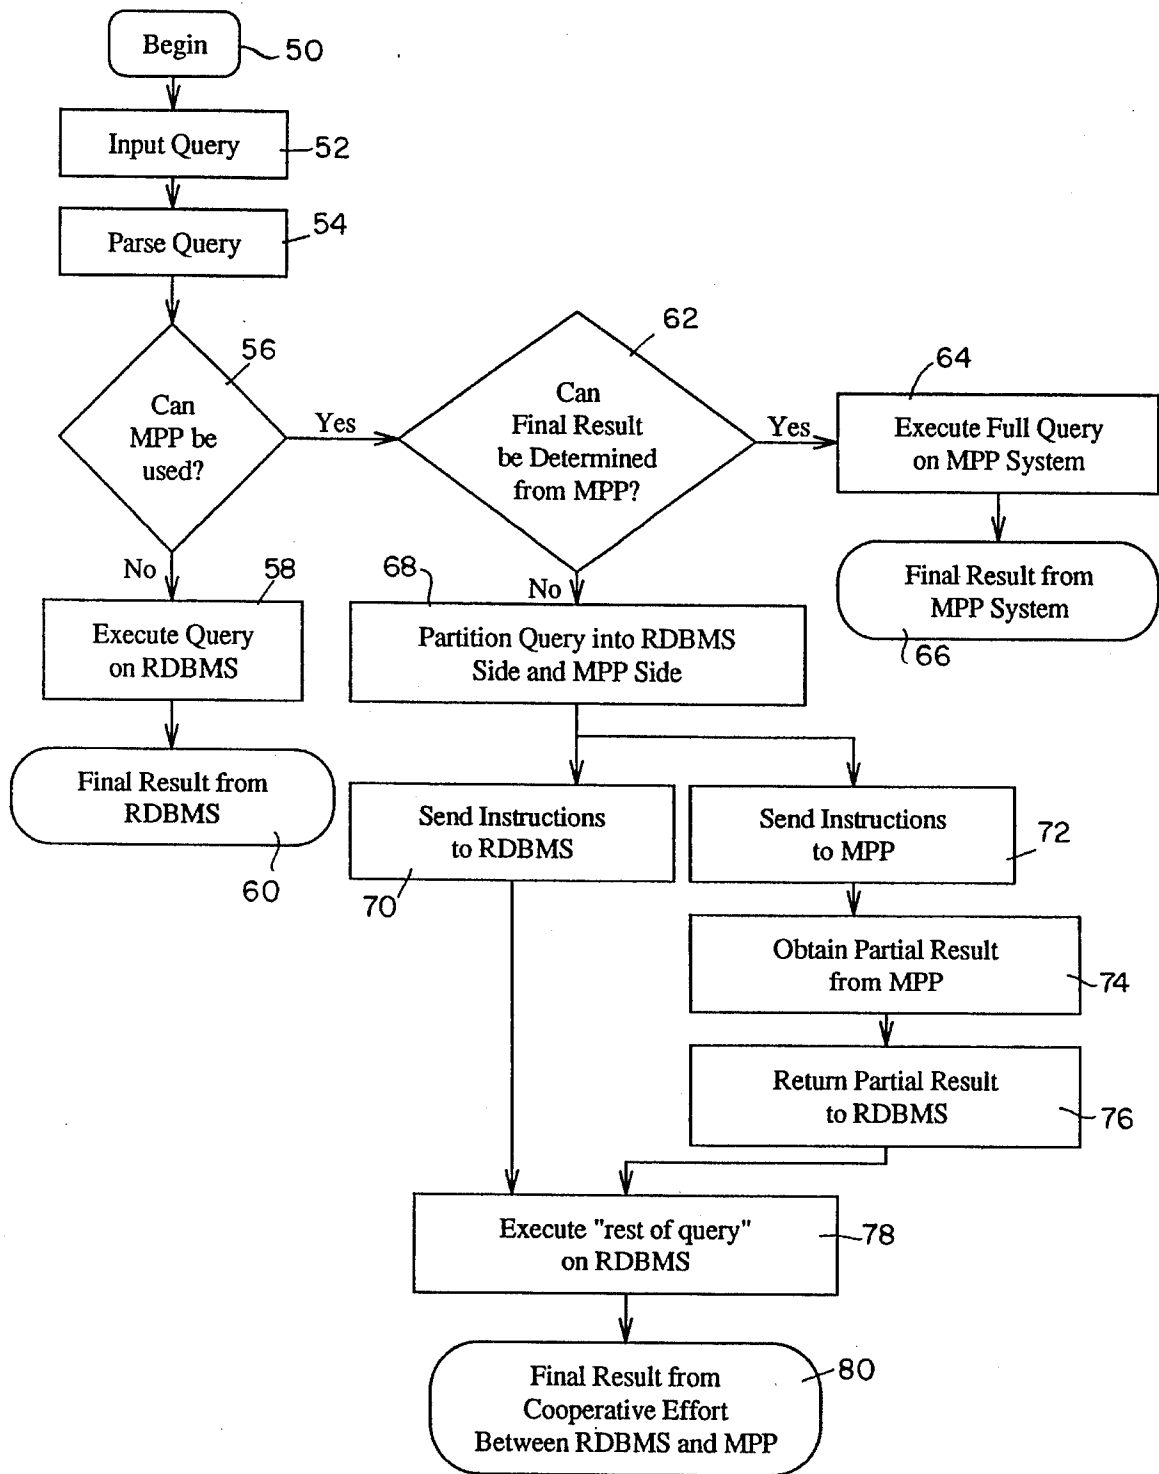 Begin
50
Input Query
52
Parse Query
54
Can
MPP be
used?
56
Yes
No
Can
Final Result
be Determined
from MPP?
62
Yes
No
Execute Full Query
on MPP System
64
Final Result from
MPP System
66
Execute Query
on RDBMS
58
Final Result from
RDBMS
60
Partition Query into RDBMS
Side and MPP Side
68
Send Instructions
to RDBMS
70
Send Instructions
to MPP
72
Obtain Partial Result
from MPP
74
Return Partial Result
to RDBMS
76
Execute "rest of query"
on RDBMS
78
Final Result from
Cooperative Effort
Between RDBMS and MPP
80